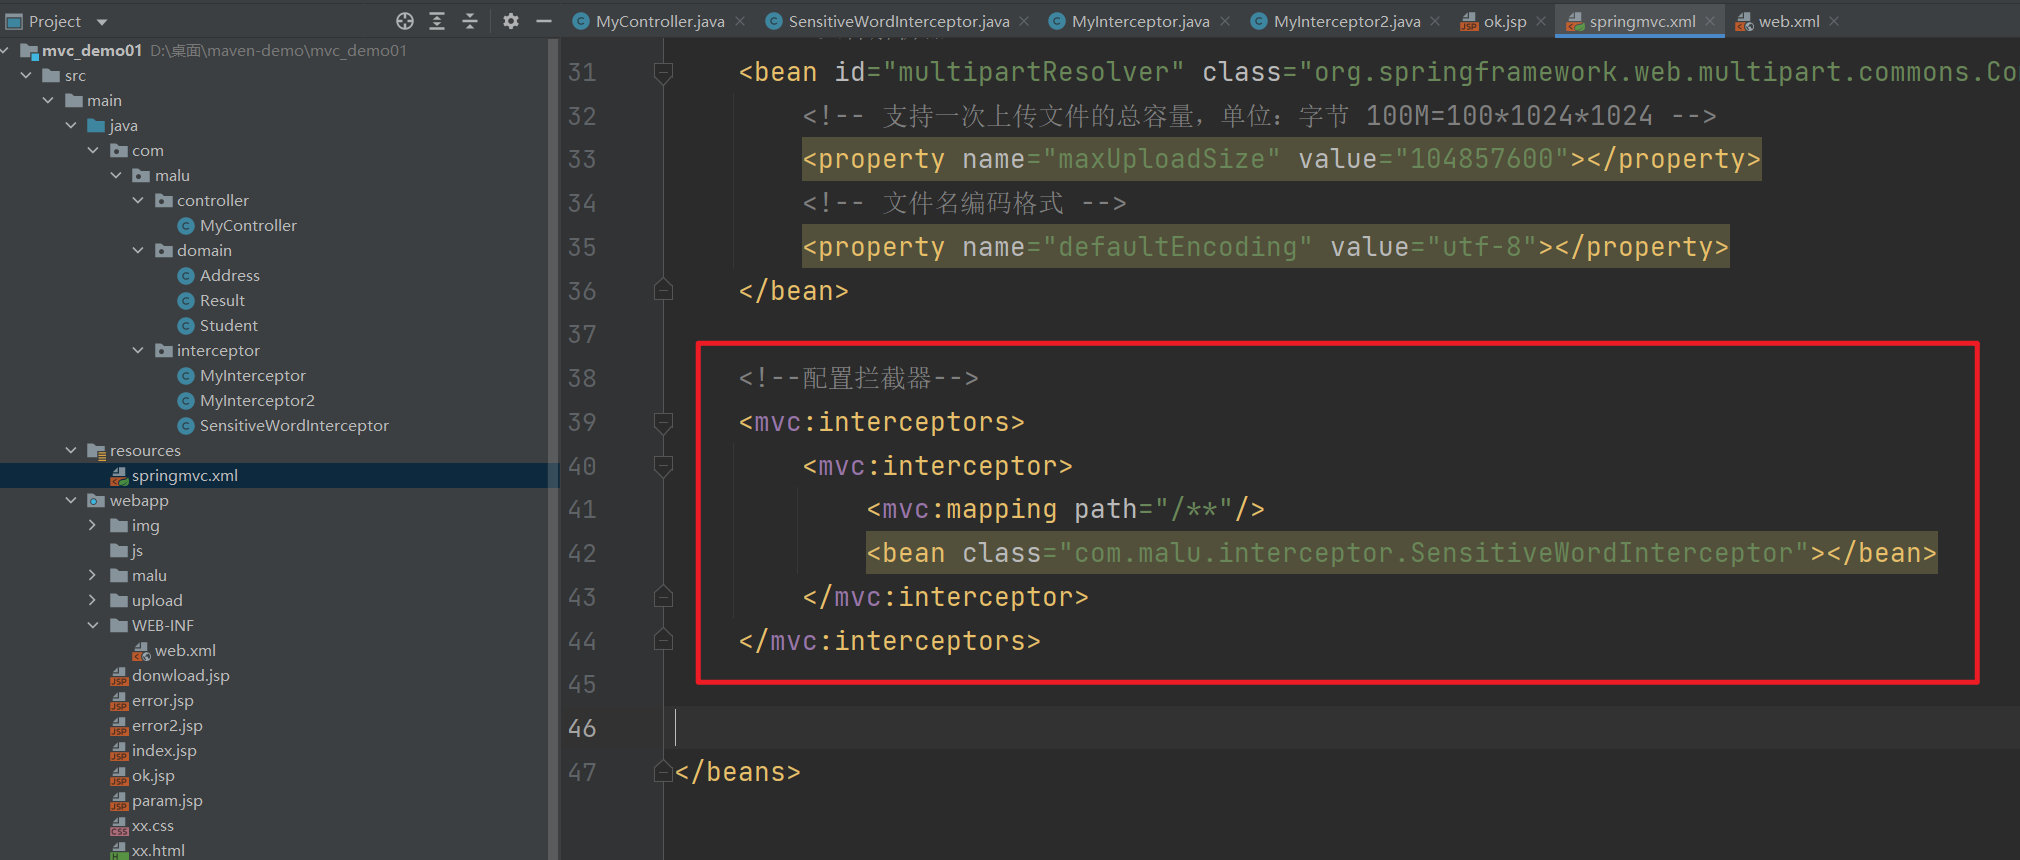 Project
MyController.java
SensitiveWordInterceptor.java
MyInterceptor.java
MyInterceptor2.java
ok.jsp
springmvc.xml
web.xml
mvc_demo01 D:\桌面\maven-demo\mvc_demo01
src
main
java
com
malu
controller
MyController
domain
Address
Result
Student
interceptor
MyInterceptor
MyInterceptor2
SensitiveWordInterceptor
resources
springmvc.xml
webapp
img
js
malu
upload
WEB-INF
web.xml
donwload.jsp
error.jsp
error2.jsp
index.jsp
ok.jsp
param.jsp
xx.css
xx.html
31 <bean id="multipartResolver" class="org.springframework.web.multipart.commons.Co
32 <!-- 支持一次上传文件的总容量，单位：字节 100M=100*1024*1024 -->
33 <property name="maxUploadSize" value="104857600"></property>
34 <!-- 文件名编码格式 -->
35 <property name="defaultEncoding" value="utf-8"></property>
36 </bean>
37
38 <!--配置拦截器-->
39 <mvc:interceptors>
40 <mvc:interceptor>
41 <mvc:mapping path="/**"/>
42 <bean class="com.malu.interceptor.SensitiveWordInterceptor"></bean>
43 </mvc:interceptor>
44 </mvc:interceptors>
45
46
47 </beans>